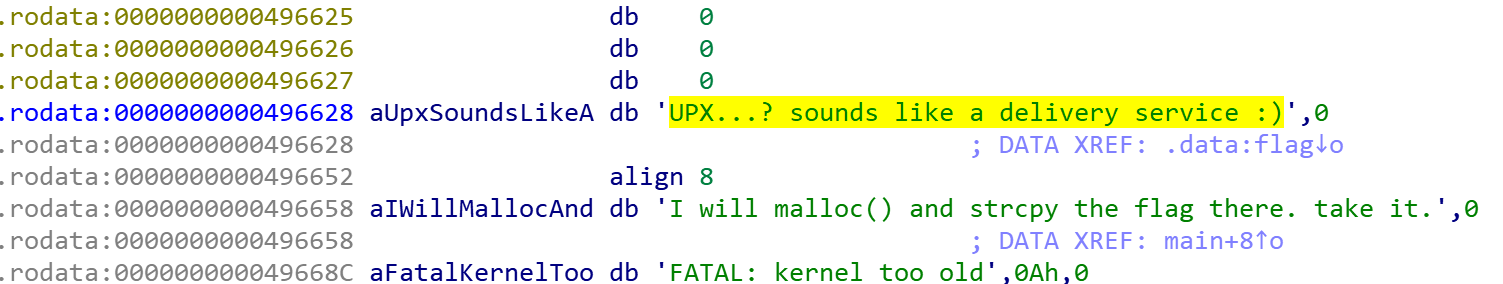 .rodata:0000000000496625 db 0
.rodata:0000000000496626 db 0
.rodata:0000000000496627 db 0
.rodata:0000000000496628 aUpxSoundsLikeA db 'UPX...? sounds like a delivery service :)',0
.rodata:0000000000496628 ; DATA XREF: .data:flag↓o
.rodata:0000000000496652 align 8
.rodata:0000000000496658 aIWillMallocAnd db 'I will malloc() and strcpy the flag there. take it.',0
.rodata:0000000000496658 ; DATA XREF: main+8↑o
.rodata:000000000049668C aFatalKernelToo db 'FATAL: kernel too old',0Ah,0